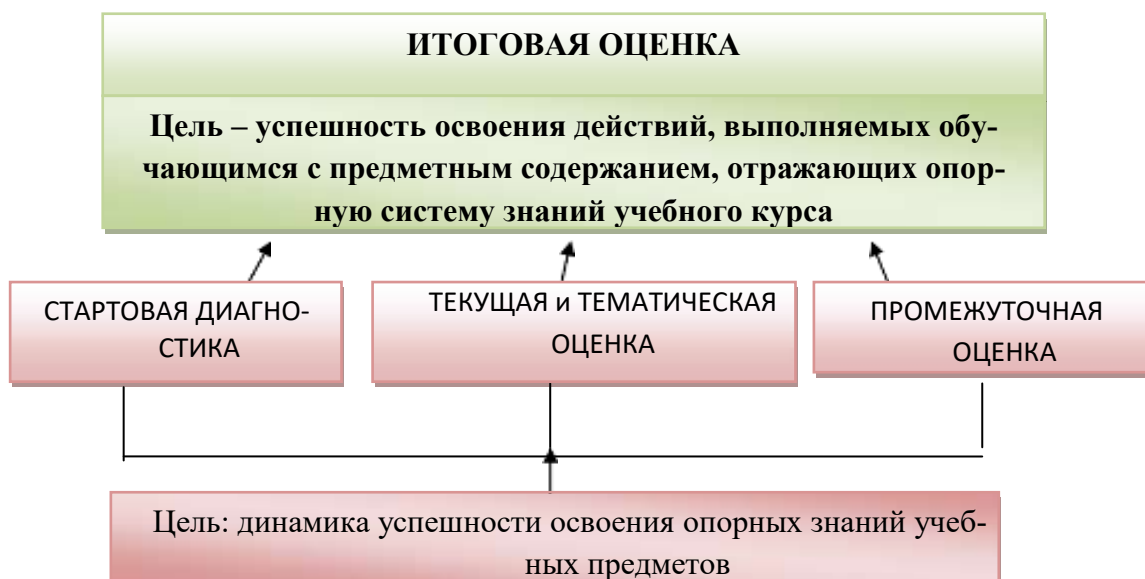 ИТОГОВАЯ ОЦЕНКА
Цель – успешность освоения действий, выполняемых обу-
чающимся с предметным содержанием, отражающих опор-
ную систему знаний учебного курса
СТАРТОВАЯ ДИАГНО-
СТИКА
ТЕКУЩАЯ и ТЕМАТИЧЕСКАЯ
ОЦЕНКА
ПРОМЕЖУТОЧНАЯ
ОЦЕНКА
Цель: динамика успешности освоения опорных знаний учеб-
ных предметов